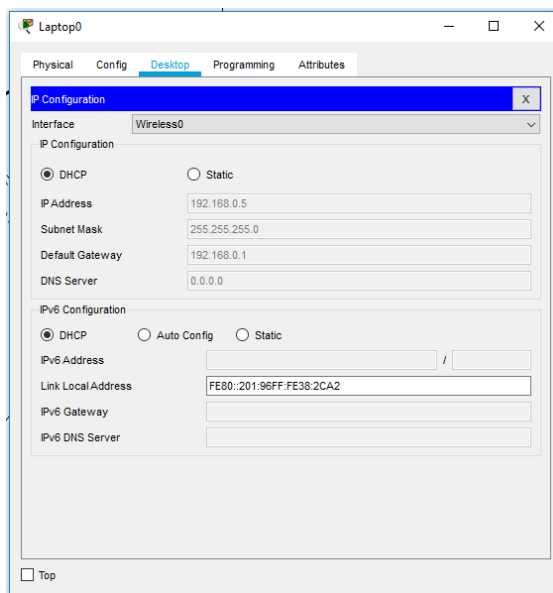 Laptop0
Physical Config Desktop Programming Attributes
IP Configuration X
Interface Wireless0
IP Configuration
DHCP Static
IP Address 192.168.0.5
Subnet Mask 255.255.255.0
Default Gateway 192.168.0.1
DNS Server 0.0.0.0
IPv6 Configuration
DHCP Auto Config Static
IPv6 Address /
Link Local Address FE80::201:96FF:FE38:2CA2
IPv6 Gateway
IPv6 DNS Server
Top